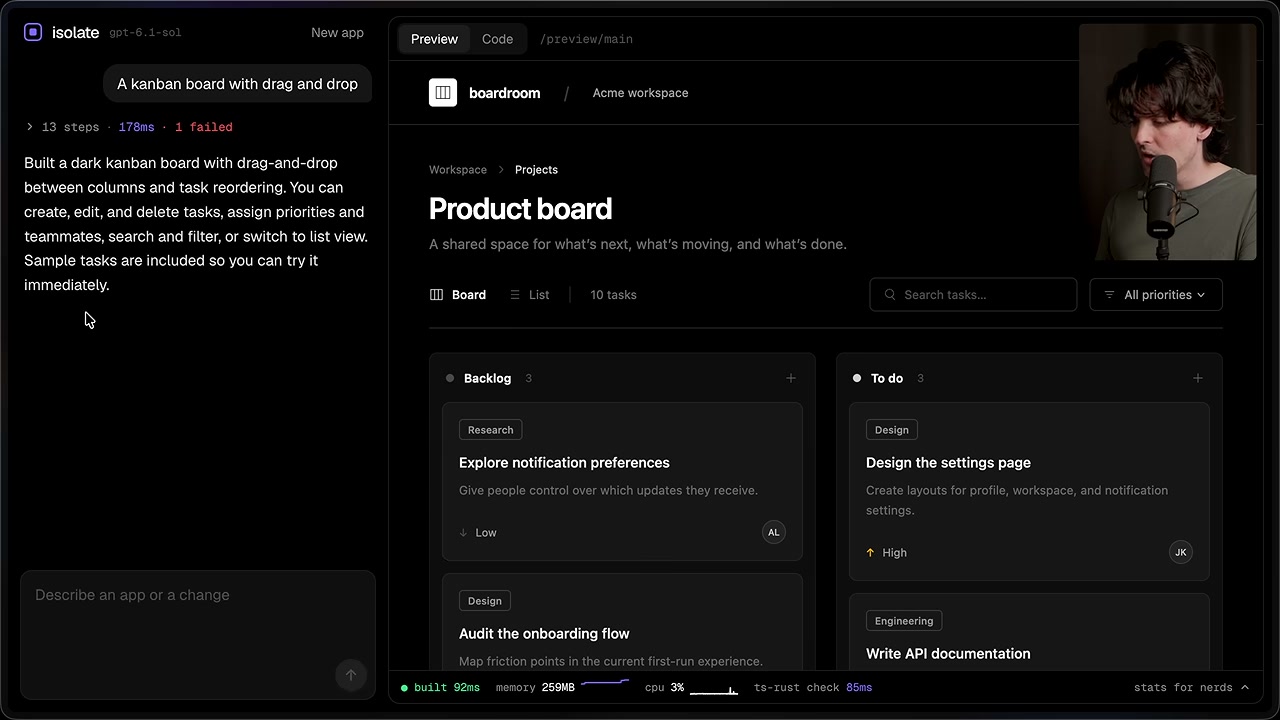 isolate gpt-6.1-sol New app
A kanban board with drag and drop
13 steps · 178ms · 1 failed
Built a dark kanban board with drag-and-drop
between columns and task reordering. You can
create, edit, and delete tasks, assign priorities and
teammates, search and filter, or switch to list view.
Sample tasks are included so you can try it
immediately.
Describe an app or a change
Preview Code /preview/main
boardroom / Acme workspace
Workspace > Projects
Product board
A shared space for what's next, what's moving, and what's done.
Board List 10 tasks Search tasks... All priorities
Backlog 3
Research
Explore notification preferences
Give people control over which updates they receive.
Low AL
Design
Audit the onboarding flow
Map friction points in the current first-run experience.
To do 3
Design
Design the settings page
Create layouts for profile, workspace, and notification
settings.
High JK
Engineering
Write API documentation
built 92ms memory 259MB cpu 3% ts-rust check 85ms stats for nerds